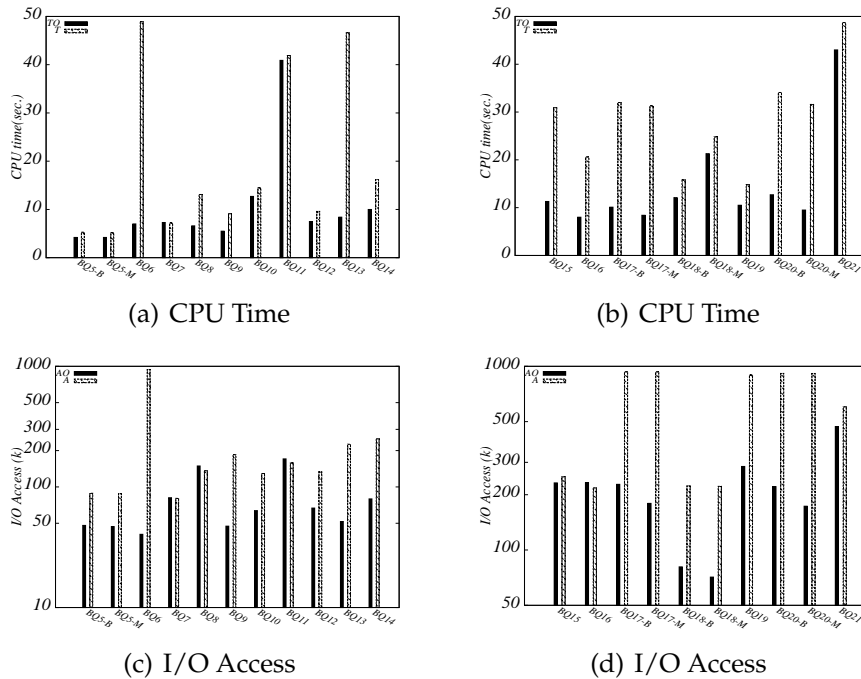 50
40
30
20
10
0
CPU time(sec.)
TO
T
BQ5-B
BQ5-M
BQ6
BQ7
BQ8
BQ9
BQ10
BQ11
BQ12
BQ13
BQ14
(a) CPU Time
50
40
30
20
10
0
CPU time(sec.)
TO
T
BQ15
BQ16
BQ17-B
BQ17-M
BQ18-B
BQ18-M
BQ19
BQ20-B
BQ20-M
BQ21
(b) CPU Time
1000
500
300
200
100
50
10
I/O Access (k)
AO
A
BQ5-B
BQ5-M
BQ6
BQ7
BQ8
BQ9
BQ10
BQ11
BQ12
BQ13
BQ14
(c) I/O Access
1000
500
300
200
100
50
I/O Access (k)
AO
A
BQ15
BQ16
BQ17-B
BQ17-M
BQ18-B
BQ18-M
BQ19
BQ20-B
BQ20-M
BQ21
(d) I/O Access